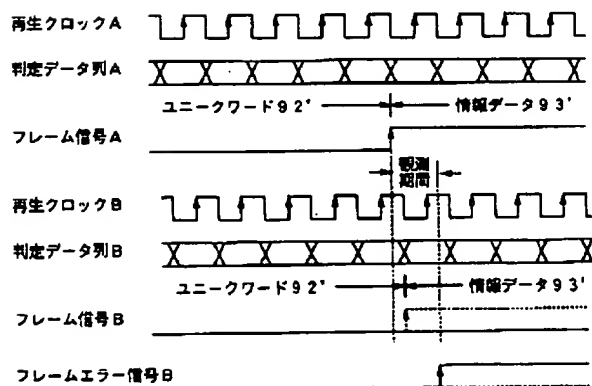 再生クロックA
判定データ列A
ユニークワード92' 情報データ93'
フレーム信号A
観測
期間
再生クロックB
判定データ列B
ユニークワード92' 情報データ93'
フレーム信号B
フレームエラー信号B